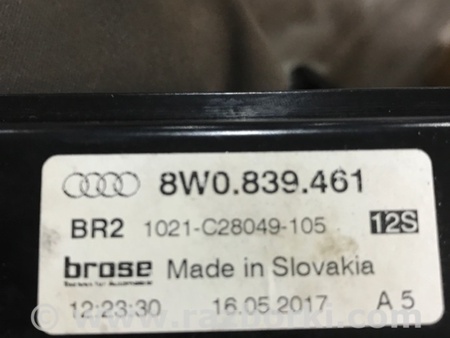 8W0.839.461
BR2 1021-C28049-105 12S
brose Made in Slovakia
12:23:30 16.05.2017 A 5